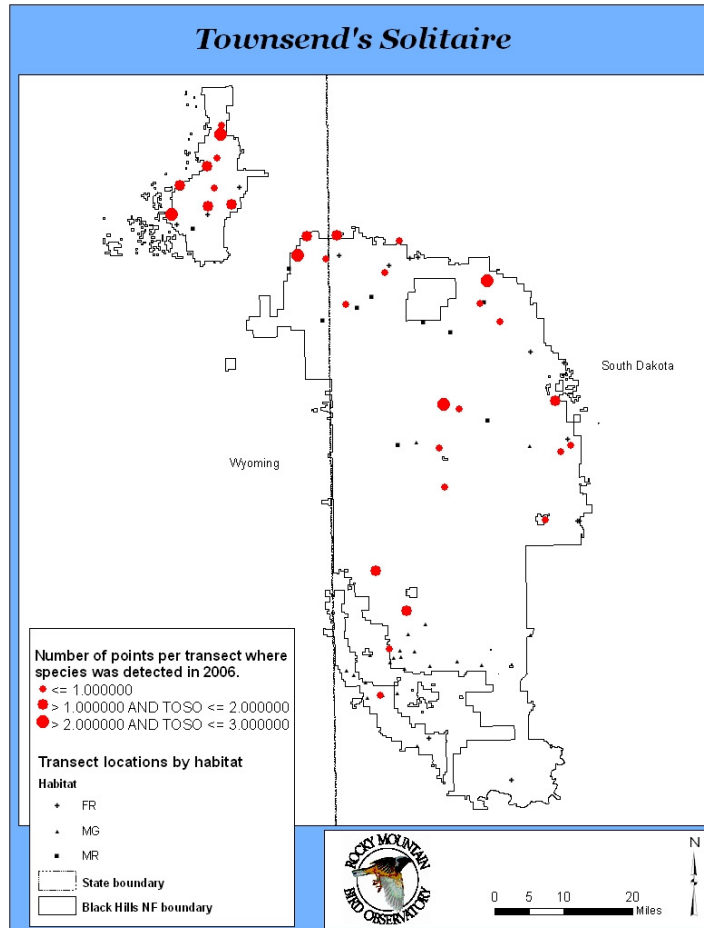 Townsend's Solitaire
South Dakota
Wyoming
Number of points per transect where
species was detected in 2006.
<= 1.000000
> 1.000000 AND TOSO <= 2.000000
> 2.000000 AND TOSO <= 3.000000
Transect locations by habitat
Habitat
FR
MG
MR
State boundary
Black Hills NF boundary
ROCKY MOUNTAIN
BIRD OBSERVATORY
N
0 5 10 20
Miles